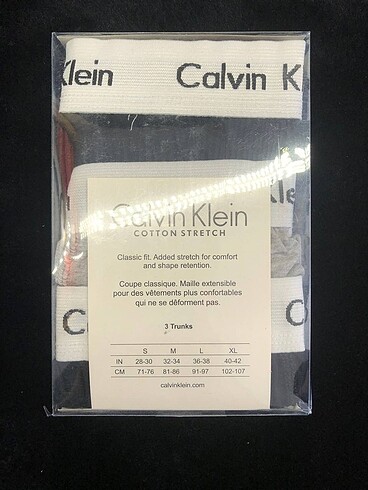 Klein Calvin K
Kle
Calvin Klein
COTTON STRETCH
Classic fit. Added stretch for comfort
and shape retention.
Coupe classique. Maille extensible
pour des vêtements plus confortables
qui ne se déforment pas.
C C
3 Trunks
S M L XL
IN 28-30 32-34 36-38 40-42
CM 71-76 81-86 91-97 102-107
calvinklein.com